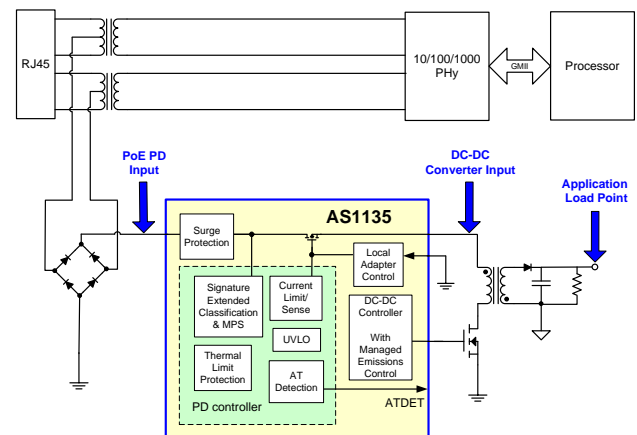 RJ45
10/100/1000
PHy
GMII
Processor
PoE PD
Input
DC-DC
Converter Input
Application
Load Point
AS1135
Surge
Protection
Local
Adapter
Control
Signature
Extended
Classification
& MPS
Current
Limit/
Sense
DC-DC
Controller
With
Managed
Emissions
Control
UVLO
Thermal
Limit
Protection
AT
Detection
ATDET
PD controller